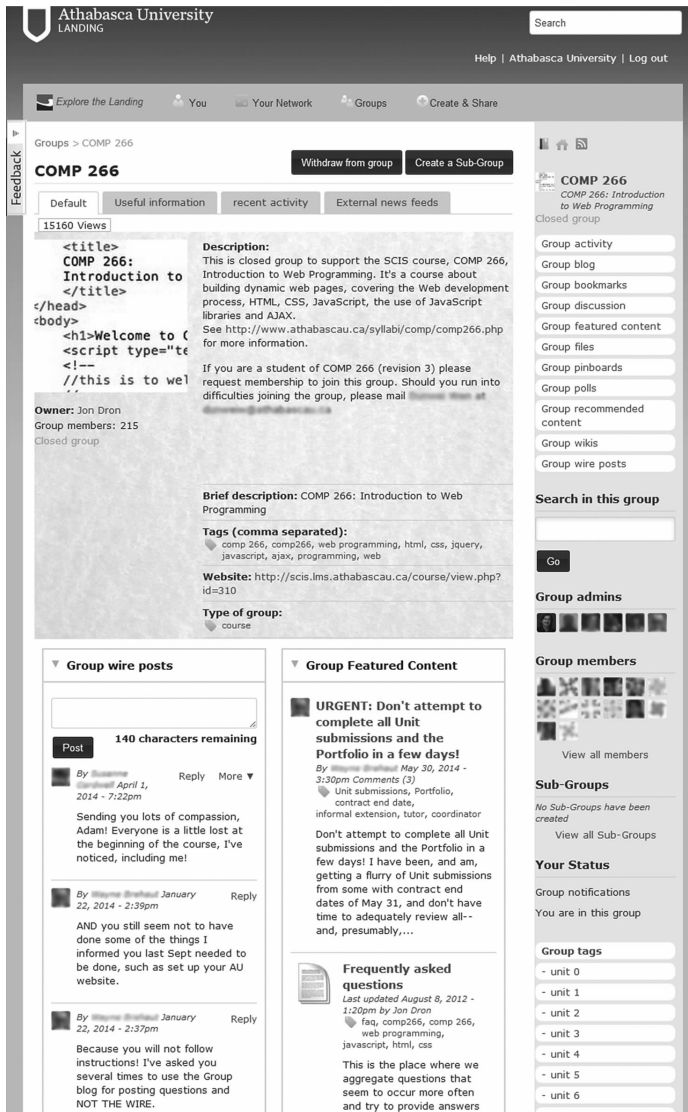 Athabasca University
LANDING
Search
Help | Athabasca University | Log out
Explore the Landing
You
Your Network
Groups
Create & Share
Feedback
Groups > COMP 266
COMP 266
Withdraw from group
Create a Sub-Group
Default
Useful information
recent activity
External news feeds
15160 Views
<title>
COMP 266:
Introduction to
</title>
</head>
<body>
<h1>Welcome to C
<script type="te
<!--
//this is to wel
Owner: Jon Dron
Group members: 215
Closed group
Description:
This is closed group to support the SCIS course, COMP 266,
Introduction to Web Programming. It's a course about
building dynamic web pages, covering the Web development
process, HTML, CSS, JavaScript, the use of JavaScript
libraries and AJAX.
See http://www.athabascau.ca/syllabi/comp/comp266.php
for more information.
If you are a student of COMP 266 (revision 3) please
request membership to join this group. Should you run into
difficulties joining the group, please mail
Brief description: COMP 266: Introduction to Web
Programming
Tags (comma separated):
comp 266, comp266, web programming, html, css, jquery,
javascript, ajax, programming, web
Website: http://scis.lms.athabascau.ca/course/view.php?
id=310
Type of group:
course
Group wire posts
Post
140 characters remaining
By
April 1,
2014 - 7:22pm
Reply
More ▼
Sending you lots of compassion,
Adam! Everyone is a little lost at
the beginning of the course, I've
noticed, including me!
By January
22, 2014 - 2:39pm
Reply
AND you still seem not to have
done some of the things I
informed you last Sept needed to
be done, such as set up your AU
website.
By January
22, 2014 - 2:37pm
Reply
Because you will not follow
instructions! I've asked you
several times to use the Group
blog for posting questions and
NOT THE WIRE.
Group Featured Content
URGENT: Don't attempt to
complete all Unit
submissions and the
Portfolio in a few days!
By May 30, 2014 -
3:30pm Comments (3)
Unit submissions, Portfolio,
contract end date,
informal extension, tutor, coordinator
Don't attempt to complete all Unit
submissions and the Portfolio in a
few days! I have been, and am,
getting a flurry of Unit submissions
from some with contract end
dates of May 31, and don't have
time to adequately review all--
and, presumably,...
Frequently asked
questions
Last updated August 8, 2012 -
1:20pm by Jon Dron
faq, comp266, comp 266,
web programming,
javascript, html, css
This is the place where we
aggregate questions that
seem to occur more often
and try to provide answers
COMP 266
COMP 266: Introduction
to Web Programming
Closed group
Group activity
Group blog
Group bookmarks
Group discussion
Group featured content
Group files
Group pinboards
Group polls
Group recommended
content
Group wikis
Group wire posts
Search in this group
Go
Group admins
Group members
View all members
Sub-Groups
No Sub-Groups have been
created
View all Sub-Groups
Your Status
Group notifications
You are in this group
Group tags
- unit 0
- unit 1
- unit 2
- unit 3
- unit 4
- unit 5
- unit 6